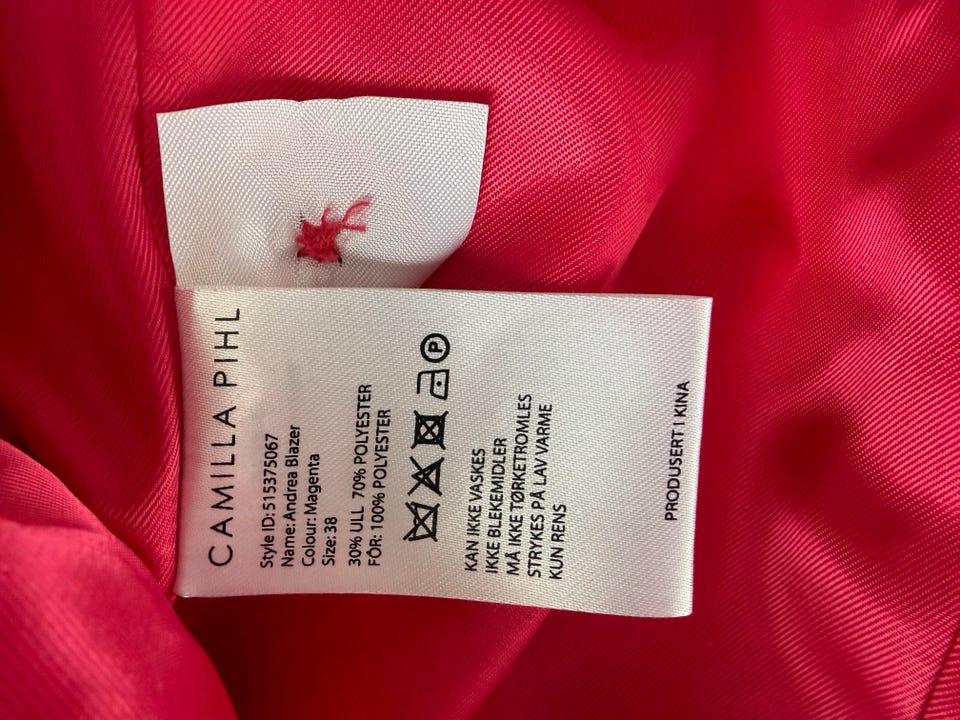 CAMILLA PIHL
Style ID: 515375067
Name: Andrea Blazer
Colour: Magenta
Size: 38
30% ULL 70% POLYESTER
FÔR: 100% POLYESTER
P
KAN IKKE VASKES
IKKE BLEKEMIDLER
MÅ IKKE TØRKETROMLES
STRYKES PÅ LAV VARME
KUN RENS
PRODUSERT I KINA